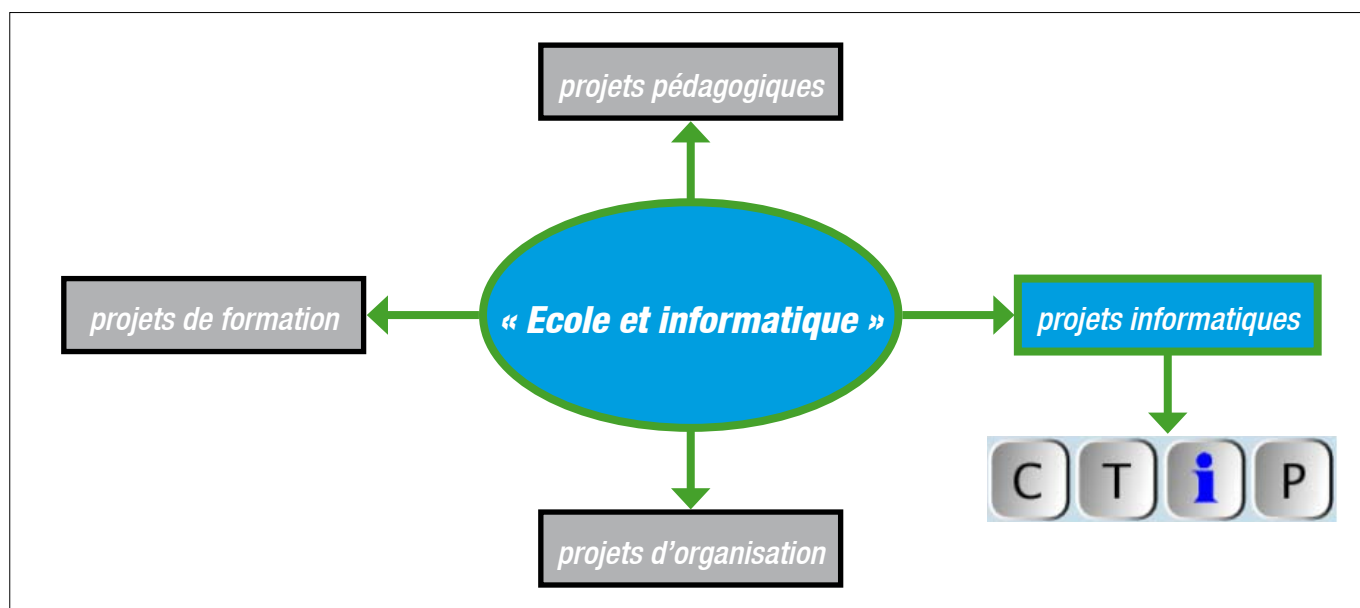 projets pédagogiques
projets de formation
« Ecole et informatique »
projets informatiques
C T i P
projets d'organisation